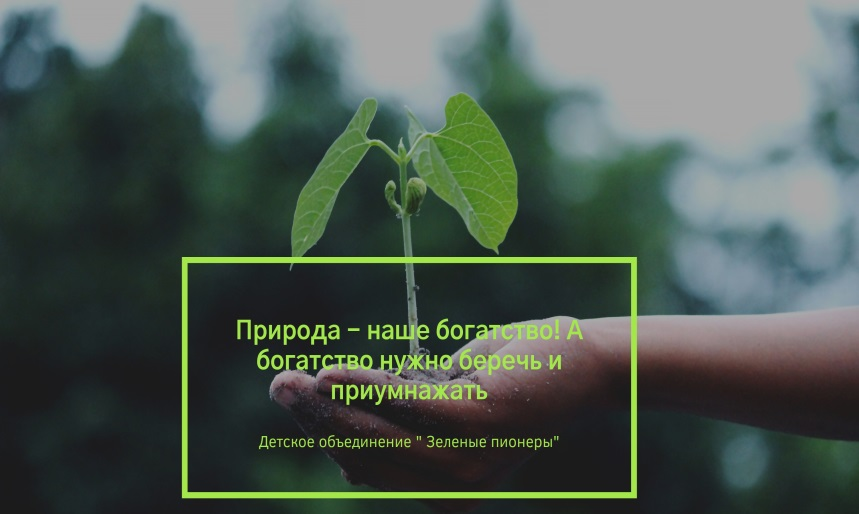 Природа – наше богатство! А
богатство нужно беречь и
приумнажать
Детское объединение " Зеленые пионеры"